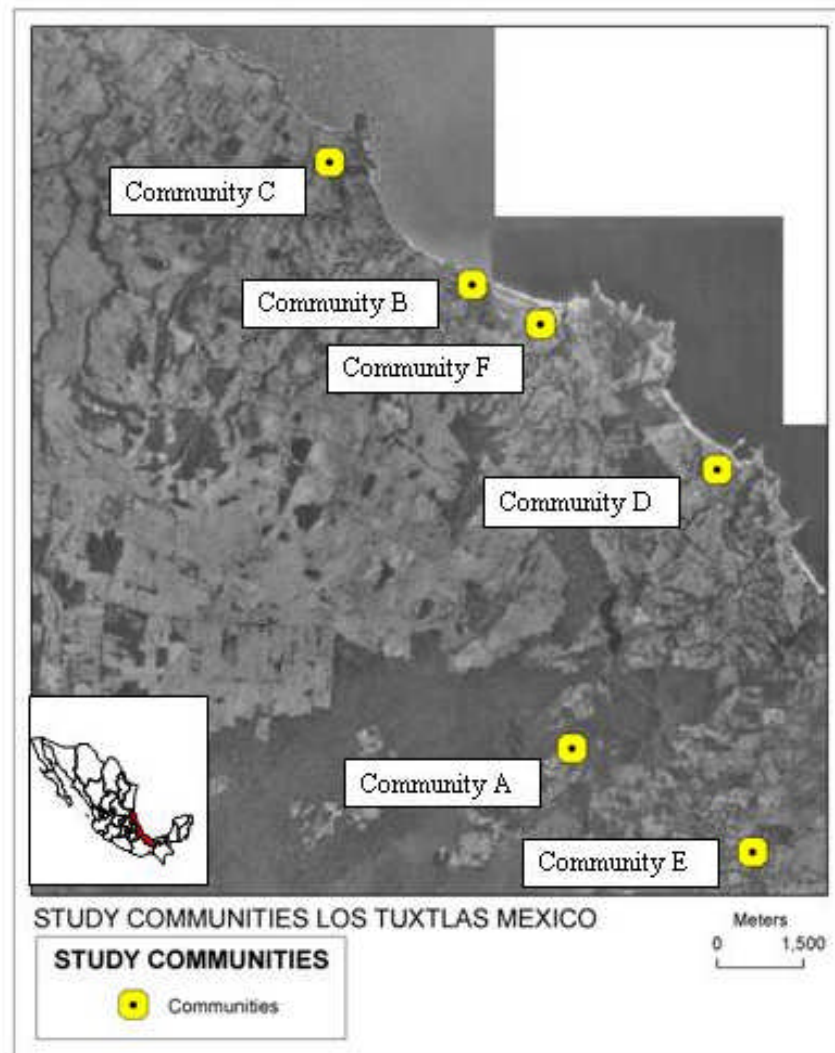 Community C
Community B
Community F
Community D
Community A
Community E
STUDY COMMUNITIES LOS TUXTLAS MEXICO
Meters
0 1,500
STUDY COMMUNITIES
Communities